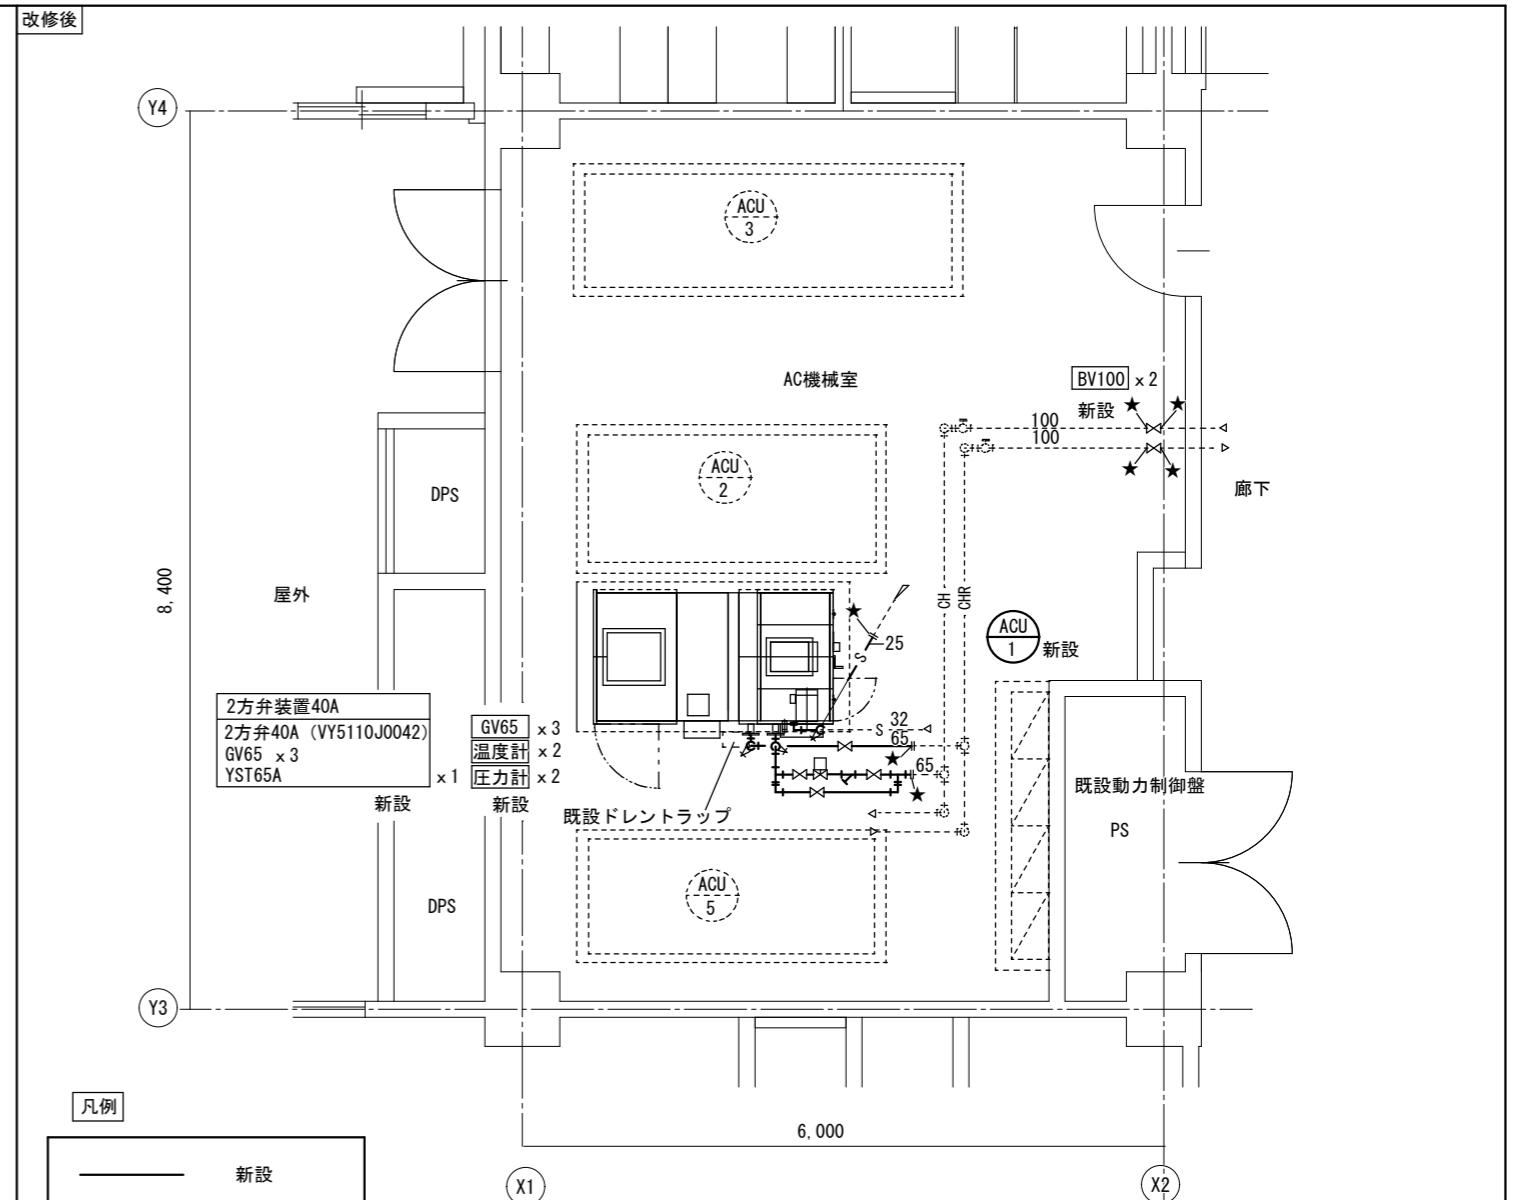 改修後
Y4
ACU
3
AC機械室
BV100 x 2
新設
100
100
ACU
2
DPS
廊下
8,400
屋外
CH
CHR
ACU
1
新設
25
S
2方弁装置40A
2方弁40A (VY5110J0042)
GV65 x 3
YST65A
x 1
新設
GV65 x 3
温度計 x 2
圧力計 x 2
新設
S
32
65
65
既設ドレントラップ
既設動力制御盤
PS
ACU
5
DPS
Y3
凡例
6,000
新設
X1
X2